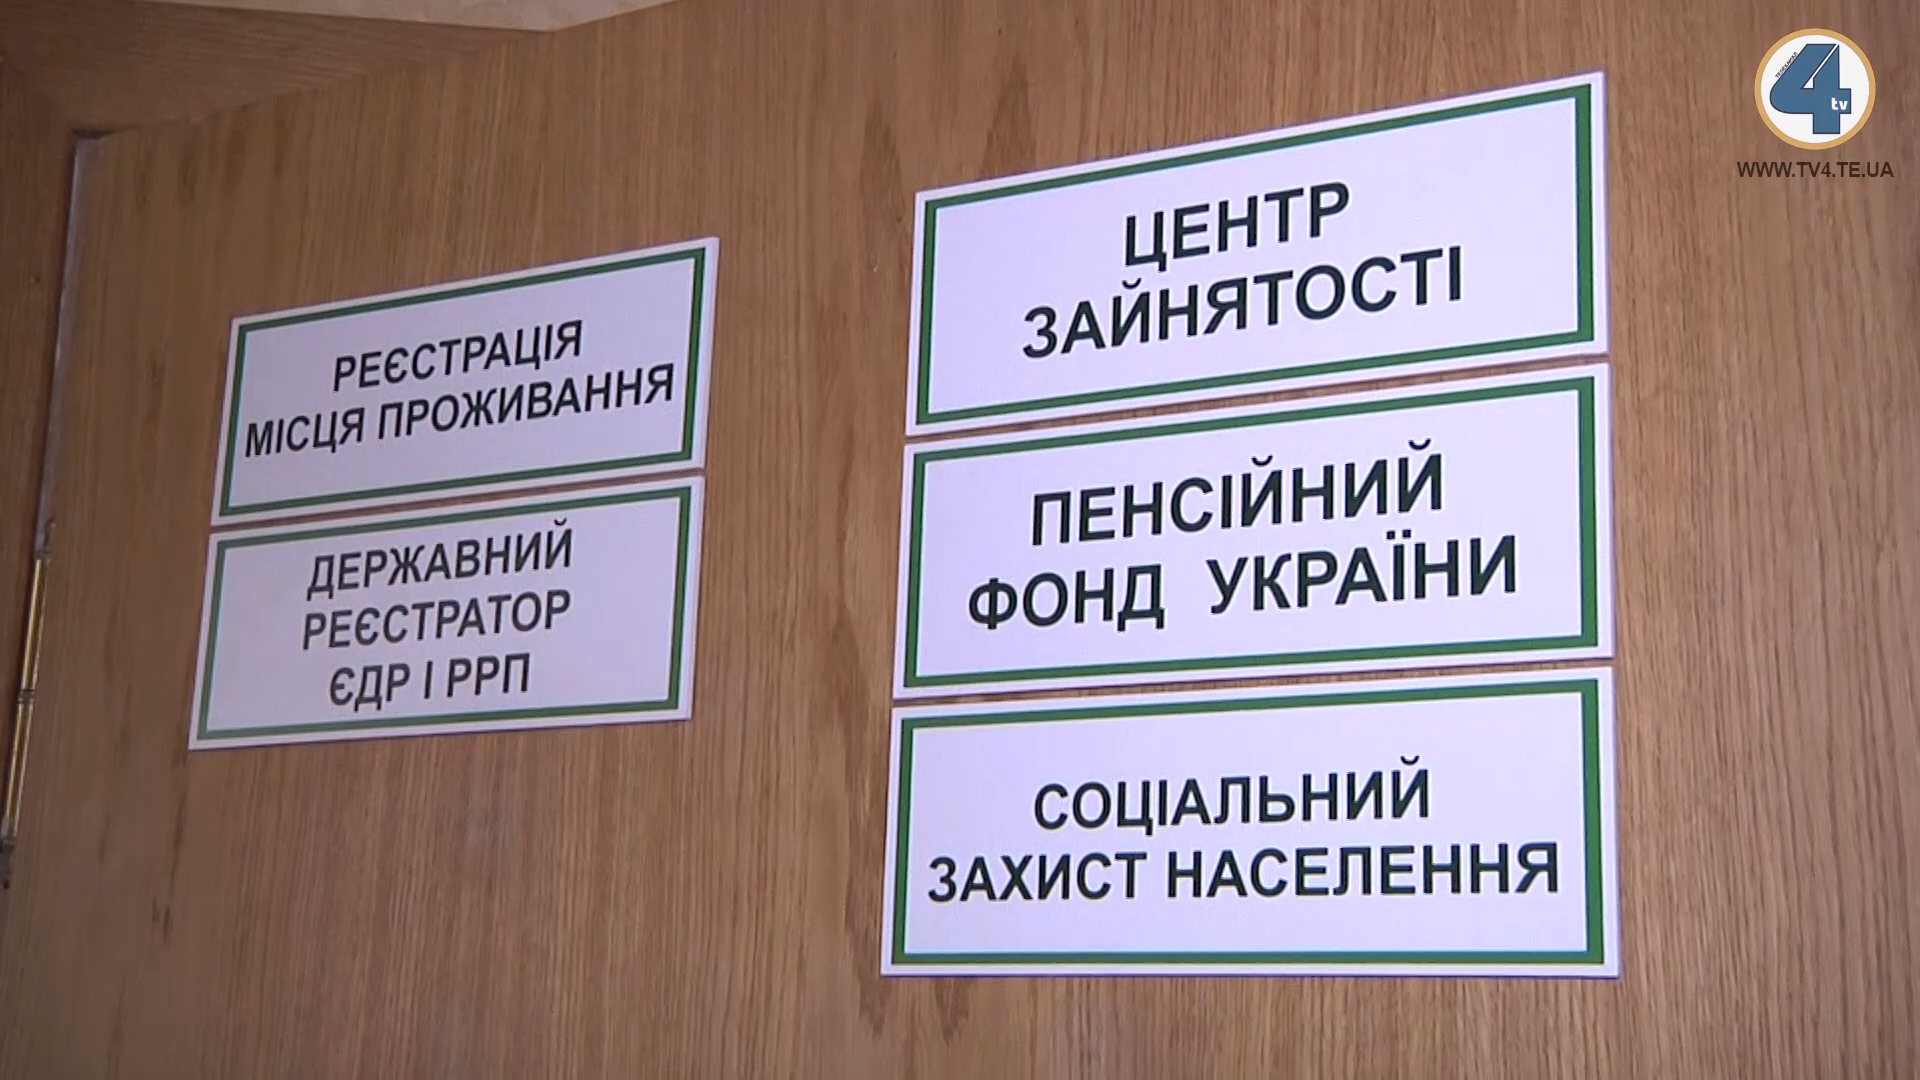 РЕЄСТРАЦІЯ
МІСЦЯ ПРОЖИВАННЯ
ДЕРЖАВНИЙ
РЕЄСТРАТОР
ЄДР І РРП
ЦЕНТР
ЗАЙНЯТОСТІ
ПЕНСІЙНИЙ
ФОНД УКРАЇНИ
СОЦІАЛЬНИЙ
ЗАХИСТ НАСЕЛЕННЯ
4
tv
WWW.TV4.TE.UA